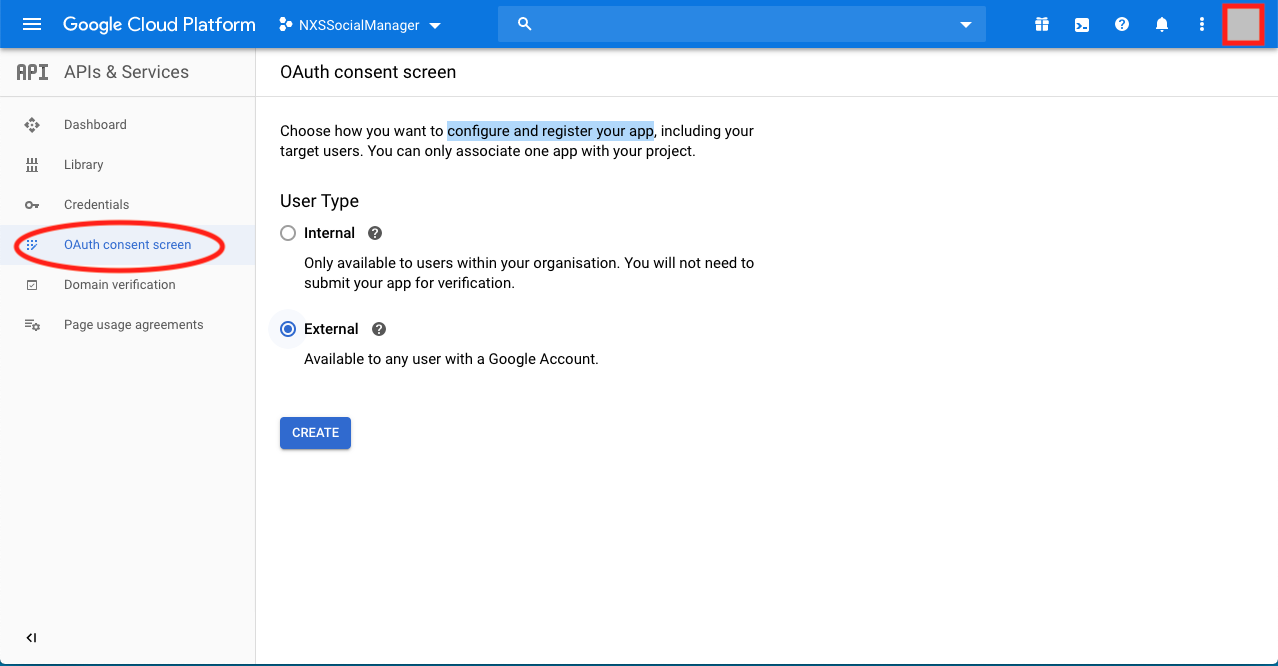 Google Cloud Platform
NXSSocialManager
API APIs & Services
OAuth consent screen
Dashboard
Library
Credentials
OAuth consent screen
Domain verification
Page usage agreements
Choose how you want to configure and register your app, including your
target users. You can only associate one app with your project.
User Type
Internal
Only available to users within your organisation. You will not need to
submit your app for verification.
External
Available to any user with a Google Account.
CREATE